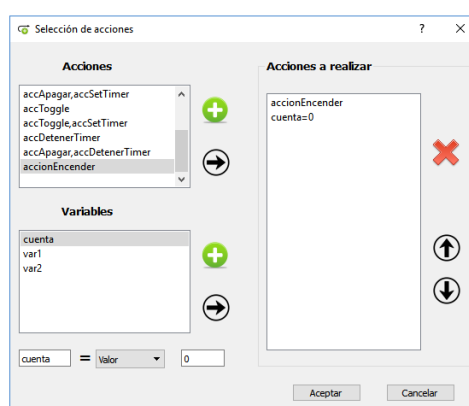 Selección de acciones
?
Acciones
accApagar,accSetTimer
accToggle
accToggle,accSetTimer
accDetenerTimer
accApagar,accDetenerTimer
accionEncender
Variables
cuenta
var1
var2
cuenta = Valor 0
Acciones a realizar
accionEncender
cuenta=0
Aceptar Cancelar